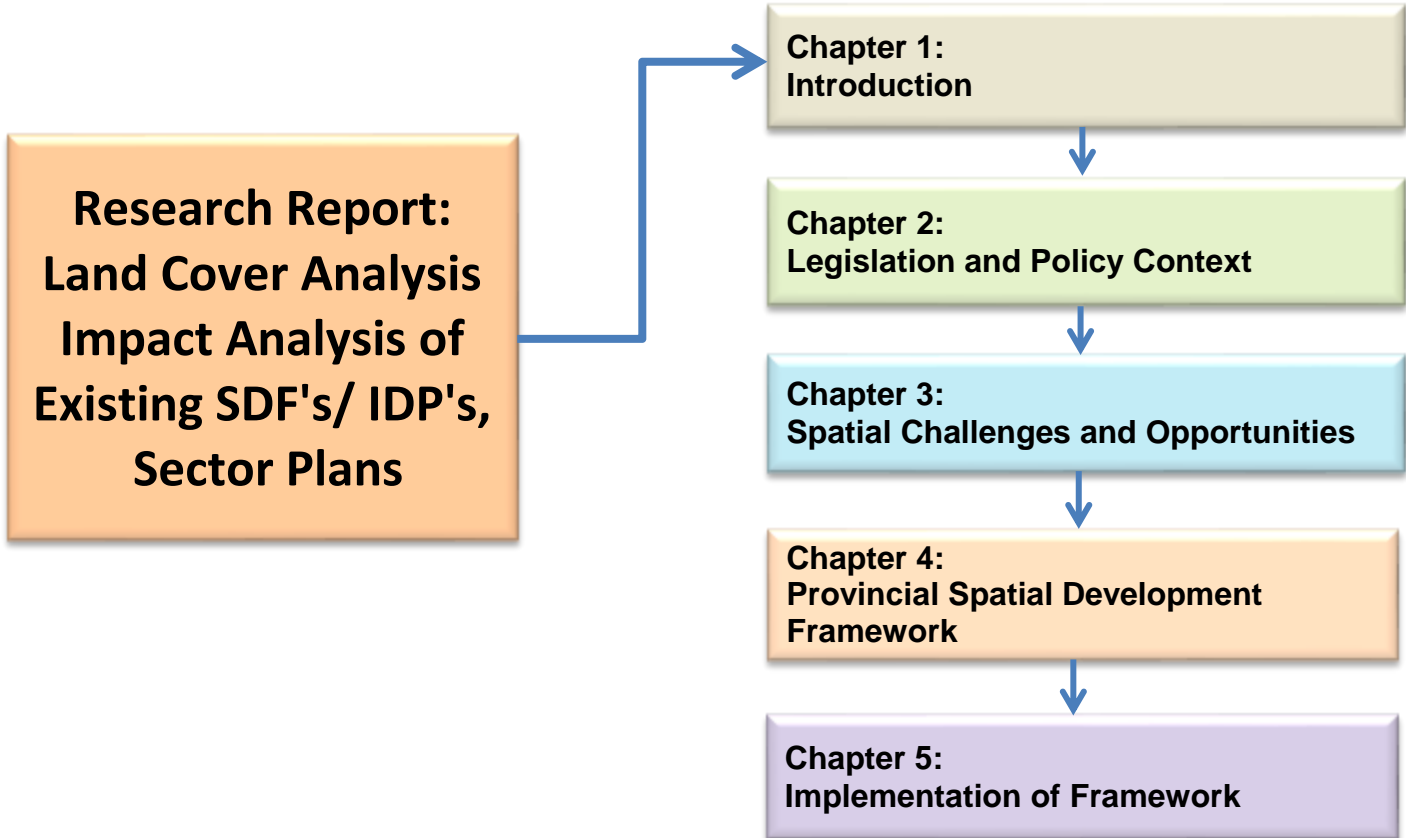 Research Report:
Land Cover Analysis
Impact Analysis of
Existing SDF's/ IDP's,
Sector Plans
Chapter 1:
Introduction
Chapter 2:
Legislation and Policy Context
Chapter 3:
Spatial Challenges and Opportunities
Chapter 4:
Provincial Spatial Development
Framework
Chapter 5:
Implementation of Framework